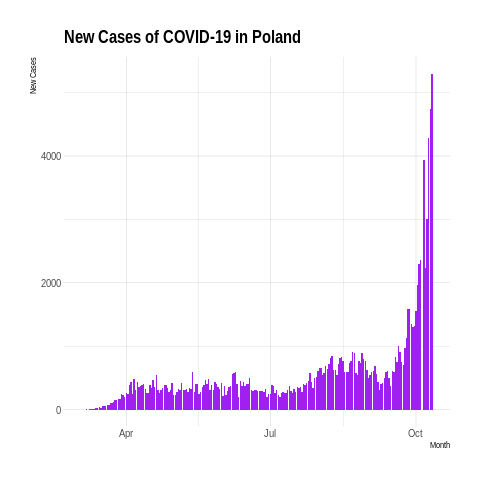 New Cases of COVID-19 in Poland
New Cases
4000
2000
0
Apr
Jul
Oct
Month